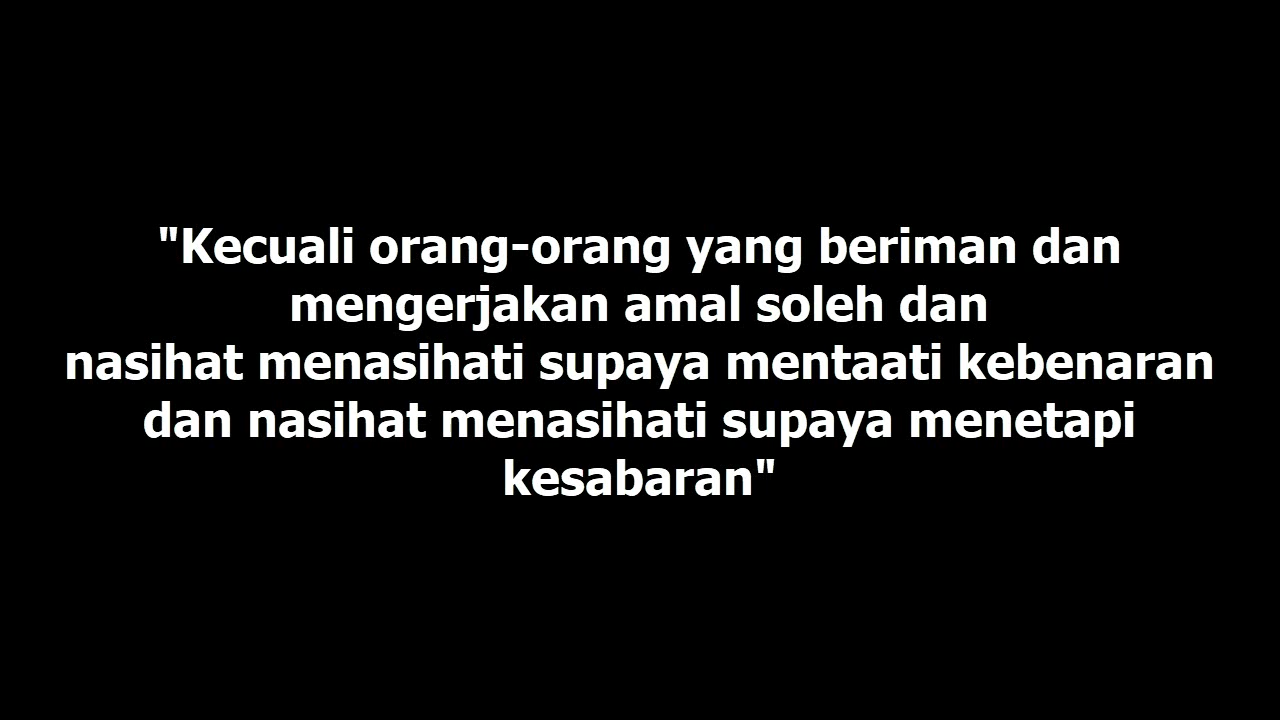 "Kecuali orang-orang yang beriman dan
mengerjakan amal soleh dan
nasihat menasihati supaya mentaati kebenaran
dan nasihat menasihati supaya menetapi
kesabaran"